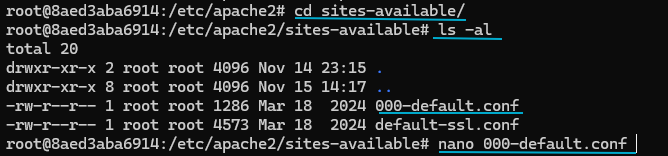 root@8aed3aba6914:/etc/apache2# cd sites-available/
root@8aed3aba6914:/etc/apache2/sites-available# ls -al
total 20
drwxr-xr-x 2 root root 4096 Nov 14 23:15 .
drwxr-xr-x 8 root root 4096 Nov 15 14:17 ..
-rw-r--r-- 1 root root 1286 Mar 18  2024 000-default.conf
-rw-r--r-- 1 root root 4573 Mar 18  2024 default-ssl.conf
root@8aed3aba6914:/etc/apache2/sites-available# nano 000-default.conf